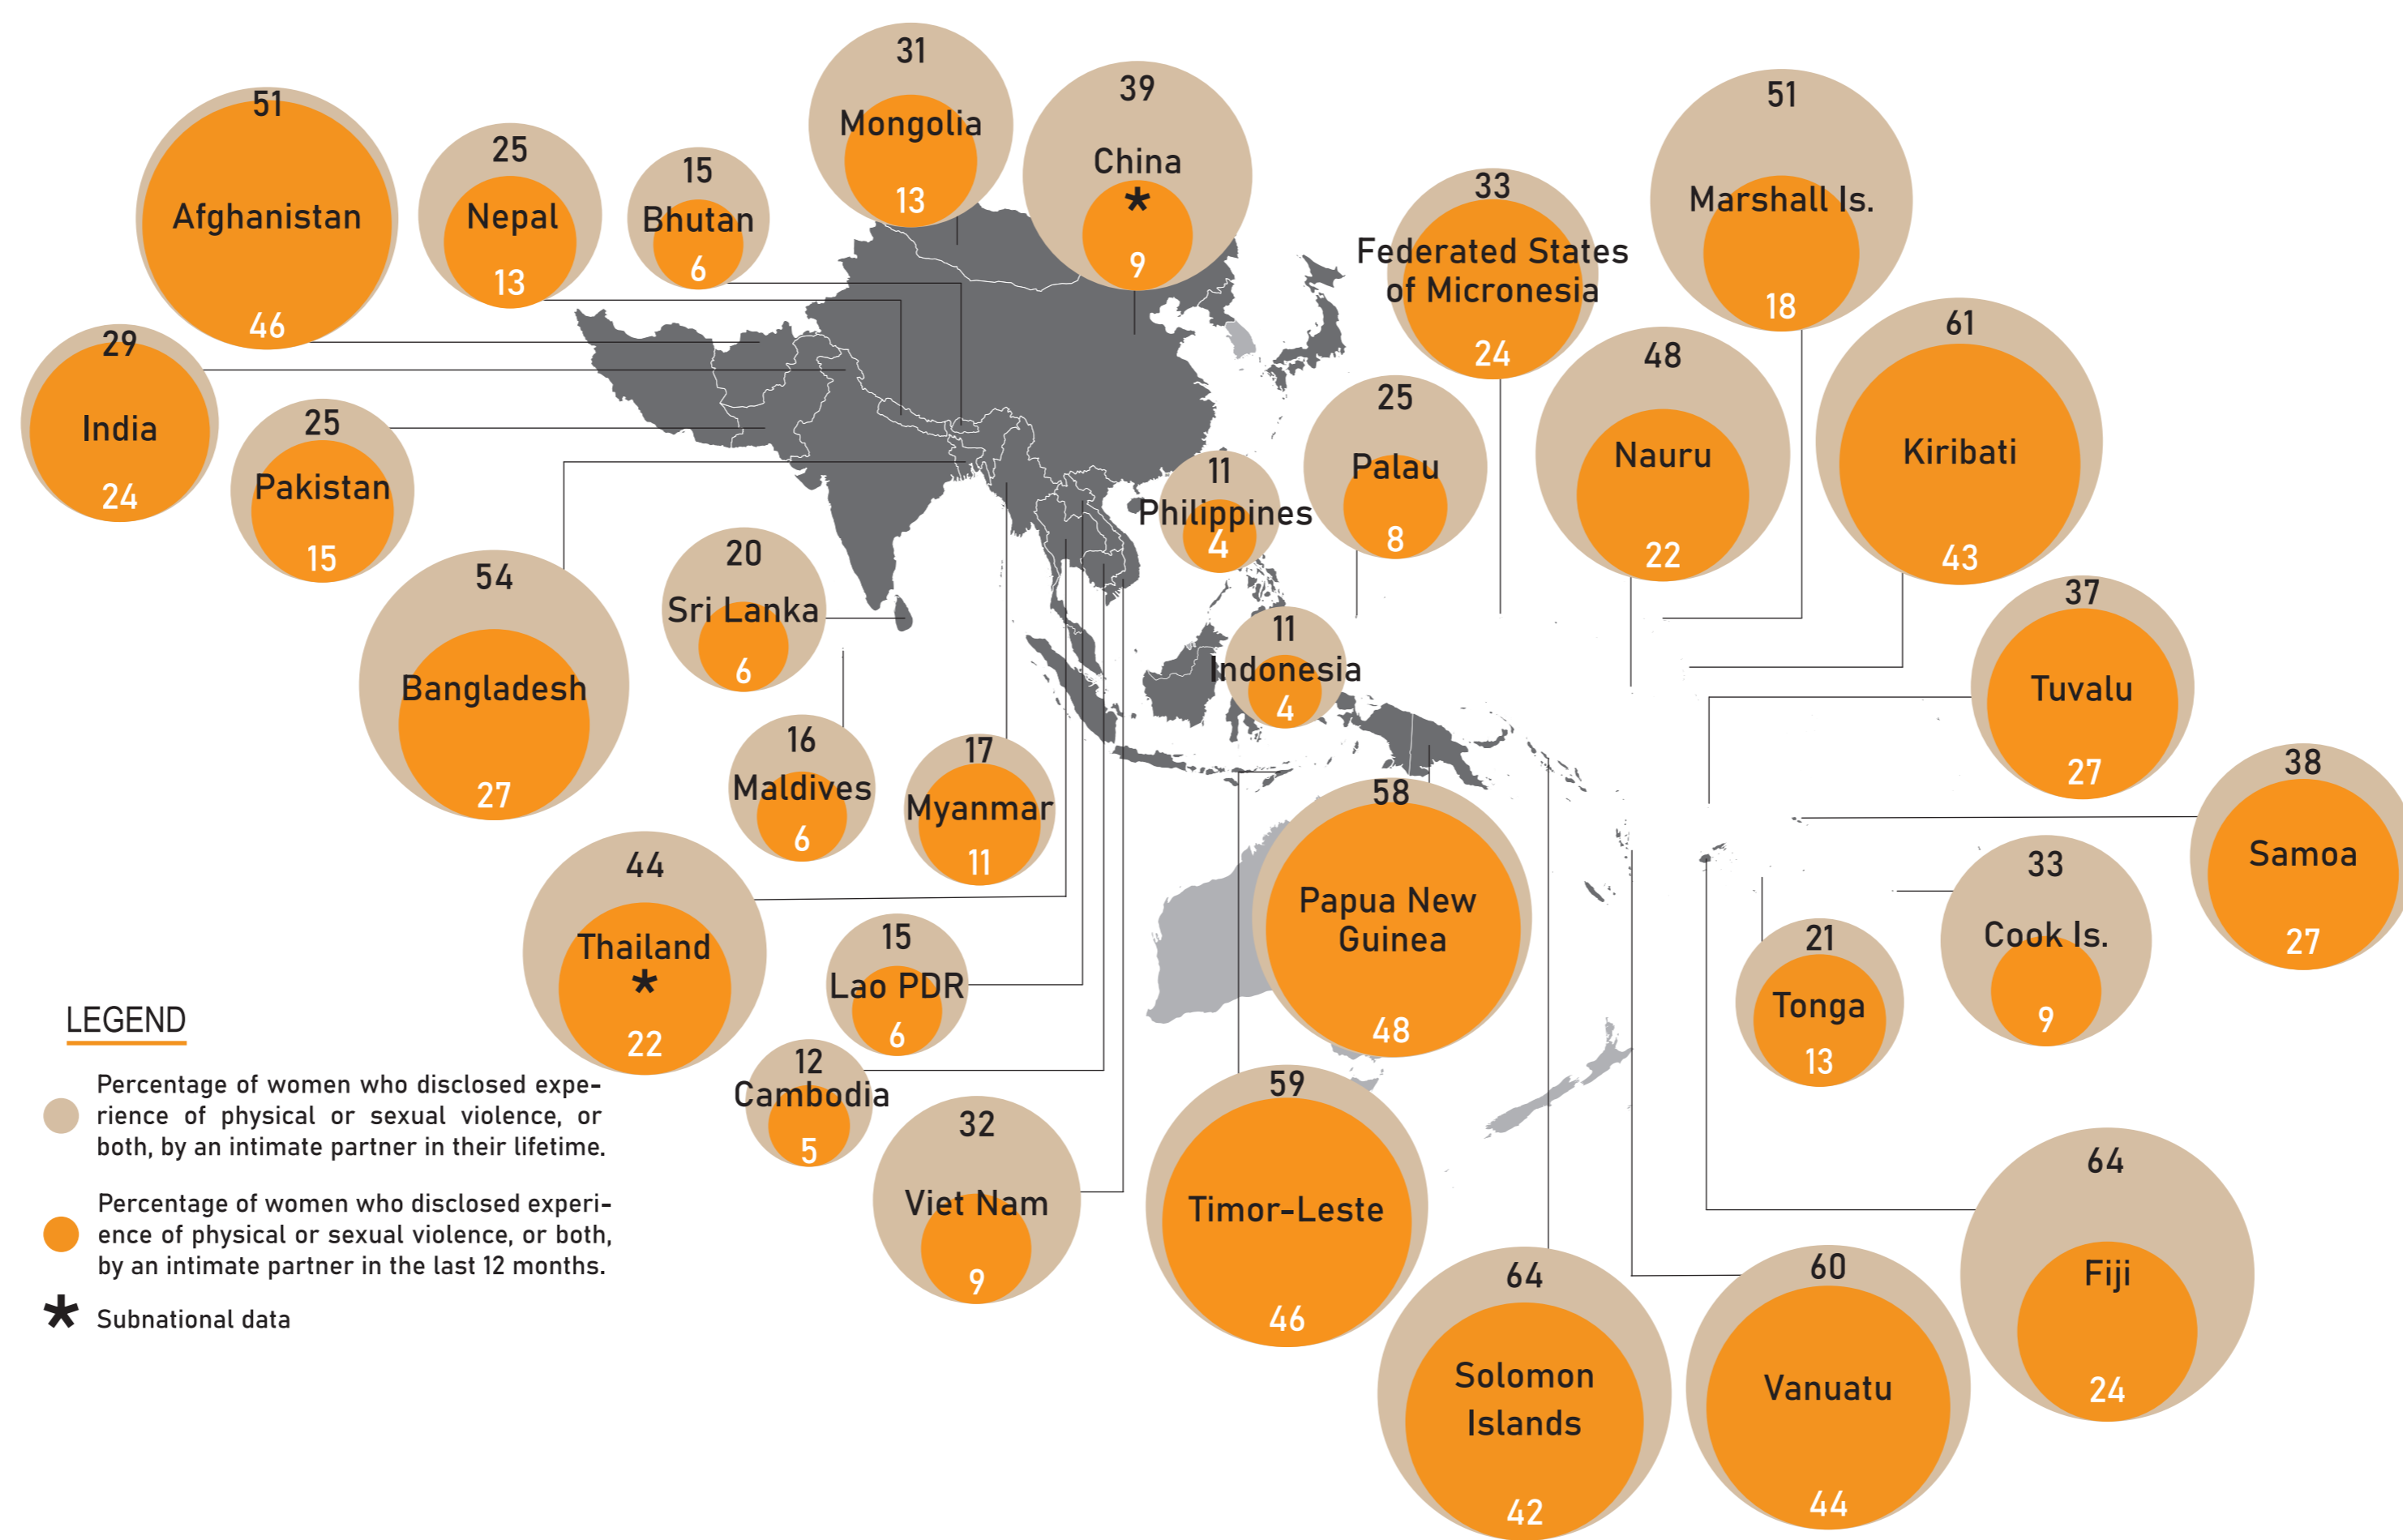 31
Mongolia
13
39
China
*
9
51
Afghanistan
46
25
Nepal
13
15
Bhutan
6
33
Federated States
of Micronesia
24
51
Marshall Is.
18
29
India
24
25
Pakistan
15
11
Philippines
4
25
Palau
8
48
Nauru
22
61
Kiribati
43
54
Bangladesh
27
20
Sri Lanka
6
11
Indonesia
4
37
Tuvalu
27
16
Maldives
6
17
Myanmar
11
58
Papua New
Guinea
48
38
Samoa
27
44
Thailand
*
22
15
Lao PDR
6
21
Tonga
13
33
Cook Is.
9
12
Cambodia
5
32
Viet Nam
9
59
Timor-Leste
46
64
Solomon
Islands
42
60
Vanuatu
44
64
Fiji
24
LEGEND
Percentage of women who disclosed expe-
rience of physical or sexual violence, or
both, by an intimate partner in their lifetime.
Percentage of women who disclosed experi-
ence of physical or sexual violence, or both,
by an intimate partner in the last 12 months.
* Subnational data